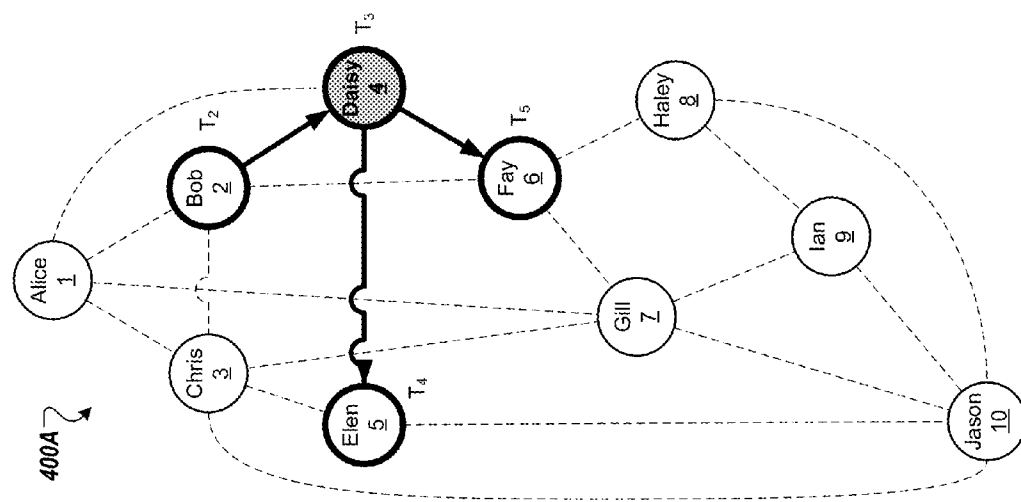 400A
Alice
1
Bob
2
T2
Chris
3
Daisy
4
T3
Elen
5
T4
Fay
6
T5
Gill
7
Haley
8
Ian
9
Jason
10